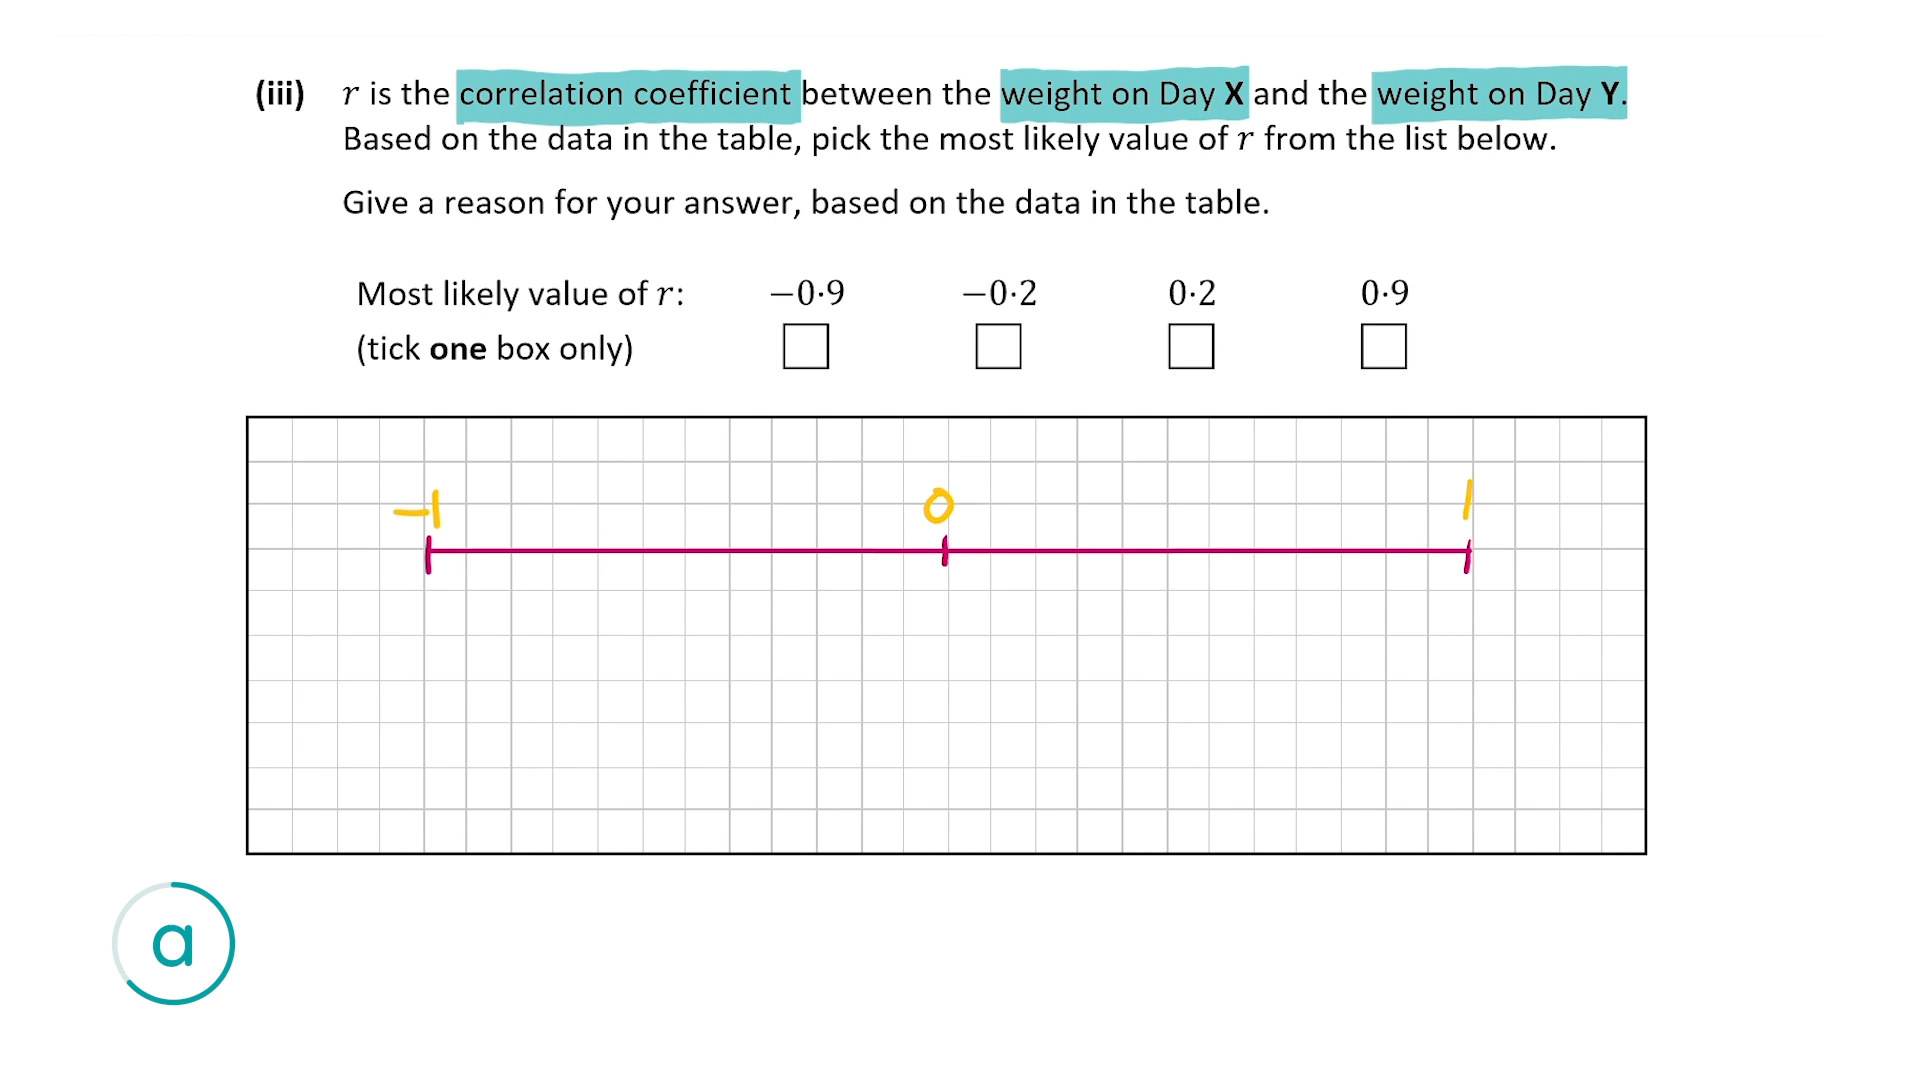 (iii) r is the correlation coefficient between the weight on Day X and the weight on Day Y.
Based on the data in the table, pick the most likely value of r from the list below.
Give a reason for your answer, based on the data in the table.
Most likely value of r: −0·9 −0·2 0·2 0·9
(tick one box only)
−1 0 1
a